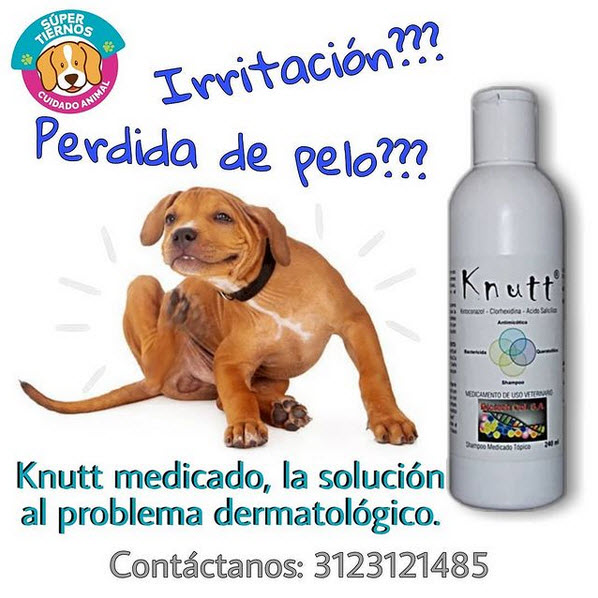 SÚPER
TIERNOS
CUIDADO ANIMAL
Irritación???
Perdida de pelo???
Knutt®
Ketoconazol - Clorhexidina - Acido Salicílico
Antimicótica
Bactericida
Queratolítico
Shampoo
MEDICAMENTO DE USO VETERINARIO
Shampoo Medicado Tópico
240 ml
Knutt medicado, la solución
al problema dermatológico.
Contáctanos: 3123121485